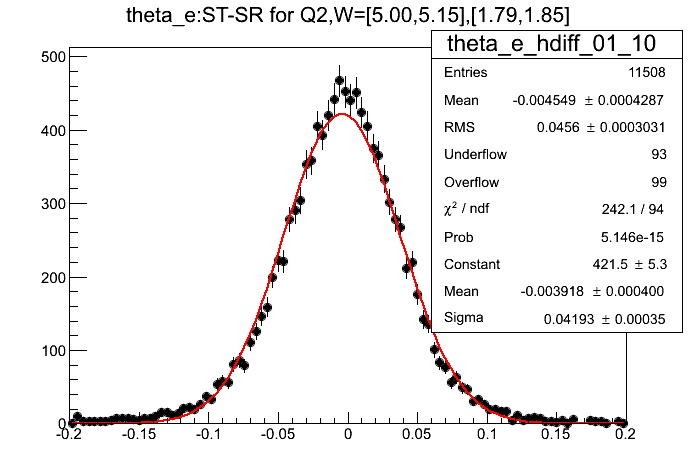 theta_e:ST-SR for Q2,W=[5.00,5.15],[1.79,1.85]
theta_e_hdiff_01_10
Entries 11508
Mean -0.004549 ± 0.0004287
RMS 0.0456 ± 0.0003031
Underflow 93
Overflow 99
χ² / ndf 242.1 / 94
Prob 5.146e-15
Constant 421.5 ± 5.3
Mean -0.003918 ± 0.000400
Sigma 0.04193 ± 0.00035
500
400
300
200
100
0
-0.2 -0.15 -0.1 -0.05 0 0.05 0.1 0.15 0.2